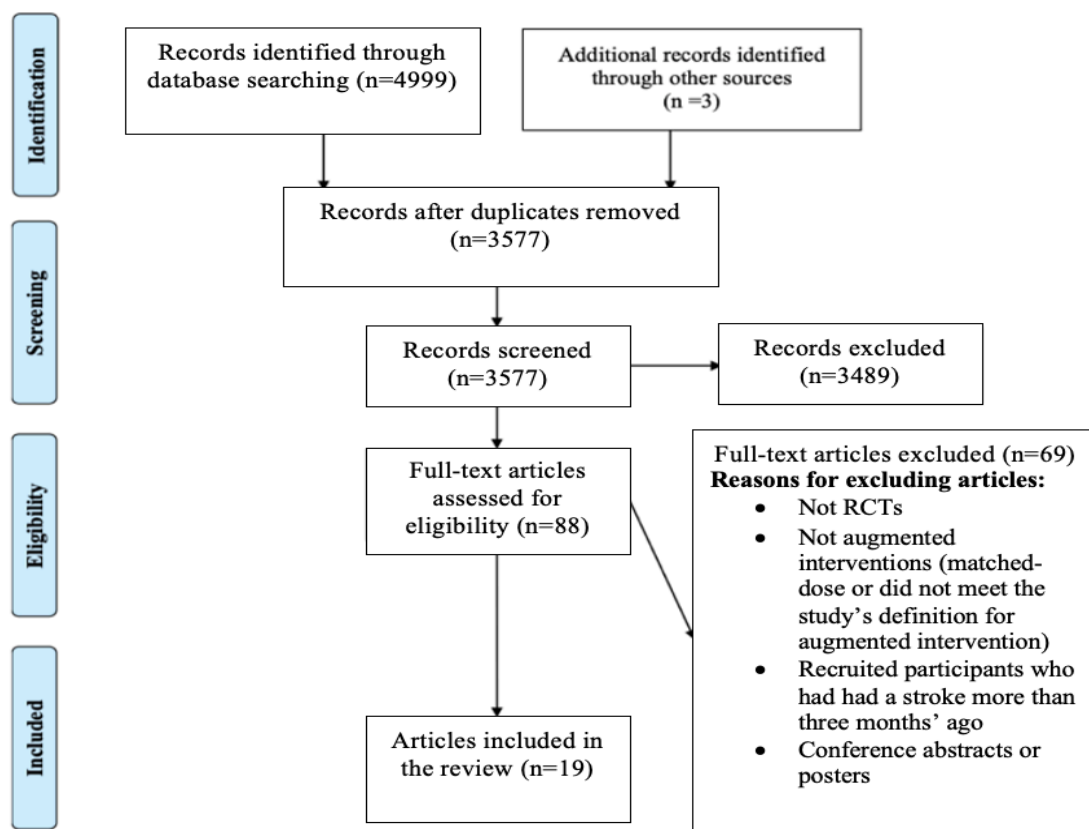 Identification
Records identified through
database searching (n=4999)
Additional records identified
through other sources
(n =3)
Records after duplicates removed
(n=3577)
Screening
Records screened
(n=3577)
Records excluded
(n=3489)
Eligibility
Full-text articles
assessed for
eligibility (n=88)
Full-text articles excluded (n=69)
Reasons for excluding articles:
• Not RCTs
• Not augmented
interventions (matched-
dose or did not meet the
study’s definition for
augmented intervention)
• Recruited participants who
had had a stroke more than
three months’ ago
• Conference abstracts or
posters
Included
Articles included in
the review (n=19)